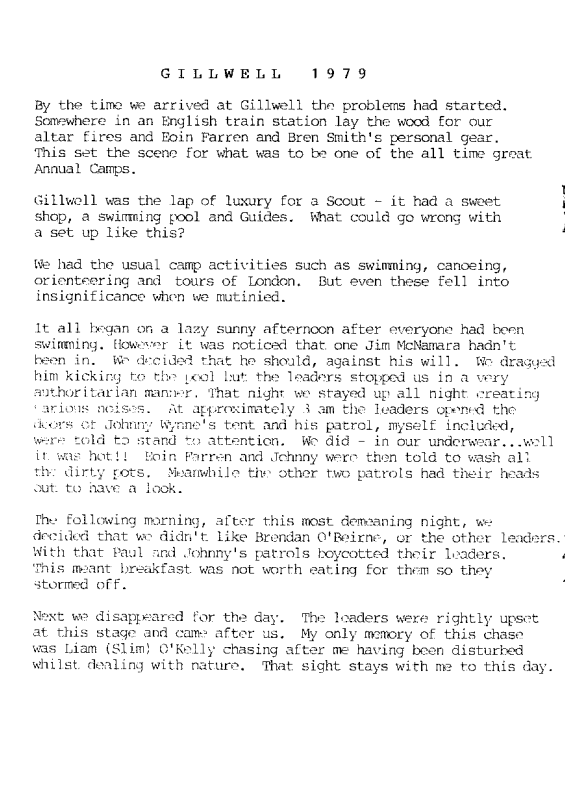 GILLWELL 1979
By the time we arrived at Gillwell the problems had started.
Somewhere in an English train station lay the wood for our
altar fires and Eoin Farren and Bren Smith's personal gear.
This set the scene for what was to be one of the all time great
Annual Camps.
Gillwell was the lap of luxury for a Scout - it had a sweet
shop, a swimming pool and Guides. What could go wrong with
a set up like this?
We had the usual camp activities such as swimming, canoeing,
orienteering and tours of London. But even these fell into
insignificance when we mutinied.
It all began on a lazy sunny afternoon after everyone had been
swimming. However it was noticed that one Jim McNamara hadn't
been in. We decided that he should, against his will. We dragged
him kicking to the pool but the leaders stopped us in a very
authoritarian manner. That night we stayed up all night creating
various noises. At approximately 3 am the leaders opened the
doors of Johnny Wynne's tent and his patrol, myself included,
were told to stand to attention. We did - in our underwear...well
it was hot!! Eoin Farren and Johnny were then told to wash all
the dirty pots. Meanwhile the other two patrols had their heads
out to have a look.
The following morning, after this most demeaning night, we
decided that we didn't like Brendan O'Beirne, or the other leaders.
With that Paul and Johnny's patrols boycotted their leaders.
This meant breakfast was not worth eating for them so they
stormed off.
Next we disappeared for the day. The leaders were rightly upset
at this stage and came after us. My only memory of this chase
was Liam (Slim) O'Kelly chasing after me having been disturbed
whilst dealing with nature. That sight stays with me to this day.